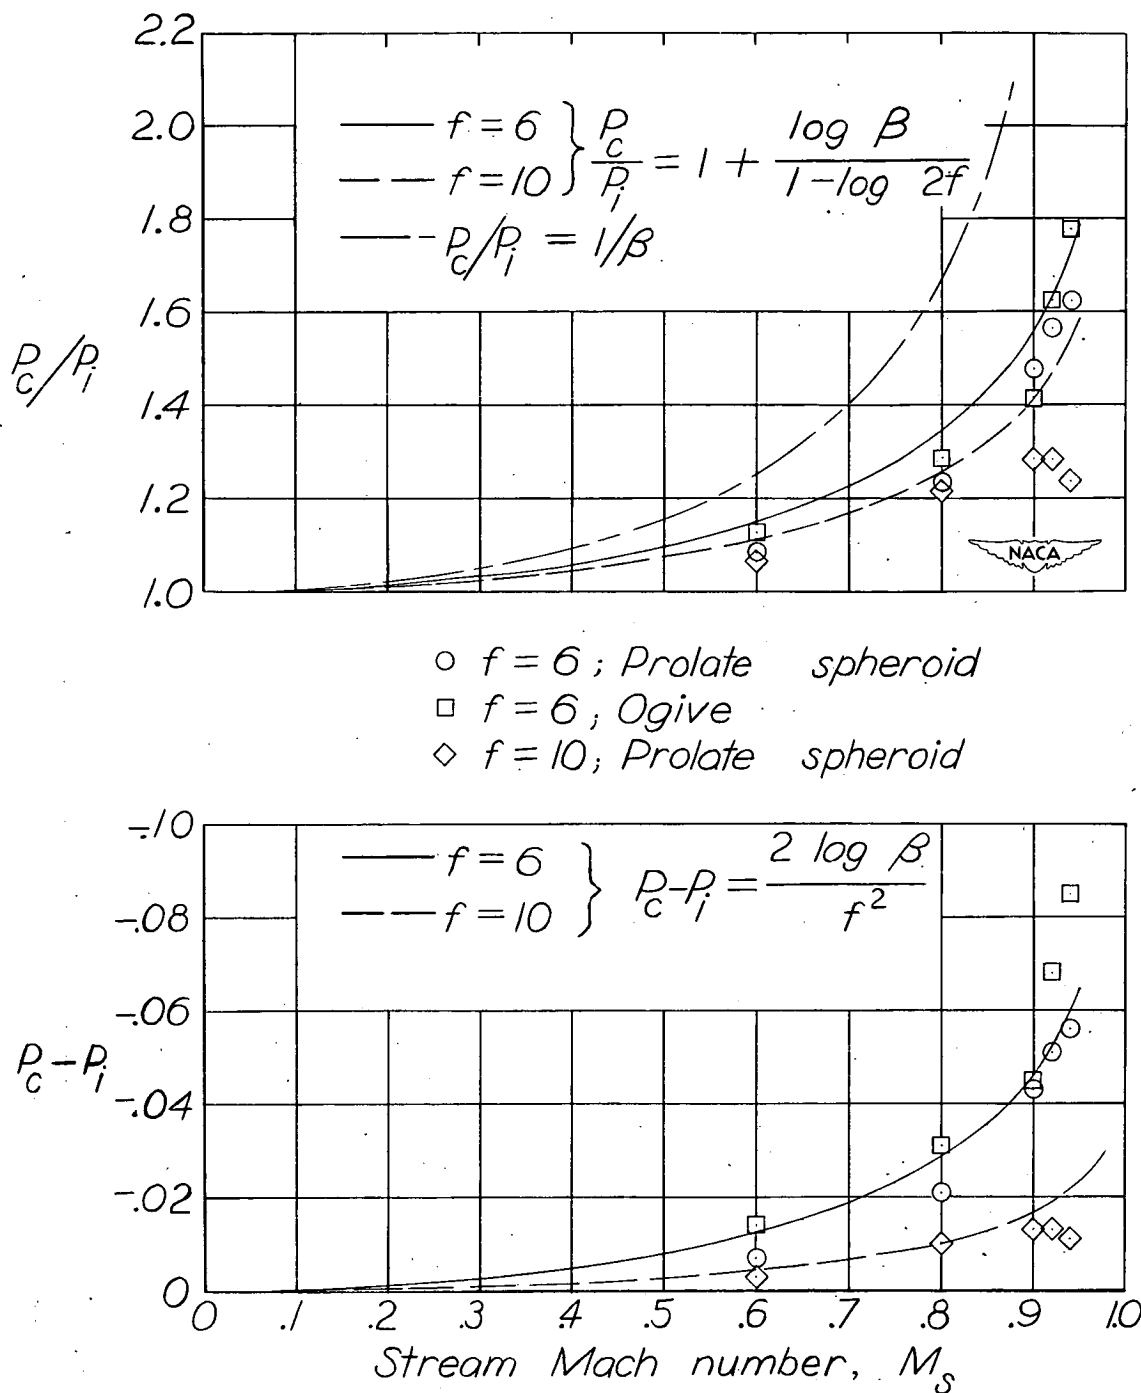 2.2
2.0
1.8
1.6
1.4
1.2
1.0
P_c/P_i
f = 6
f = 10
} P_c/P_i = 1 + log β / 1-log 2f
P_c/P_i = 1/β
NACA
f = 6; Prolate spheroid
f = 6; Ogive
f = 10; Prolate spheroid
-.10
-.08
-.06
-.04
-.02
0
P_c-P_i
f = 6
f = 10
} P_c-P_i = 2 log β / f^2
0 .1 .2 .3 .4 .5 .6 .7 .8 .9 1.0
Stream Mach number, M_s